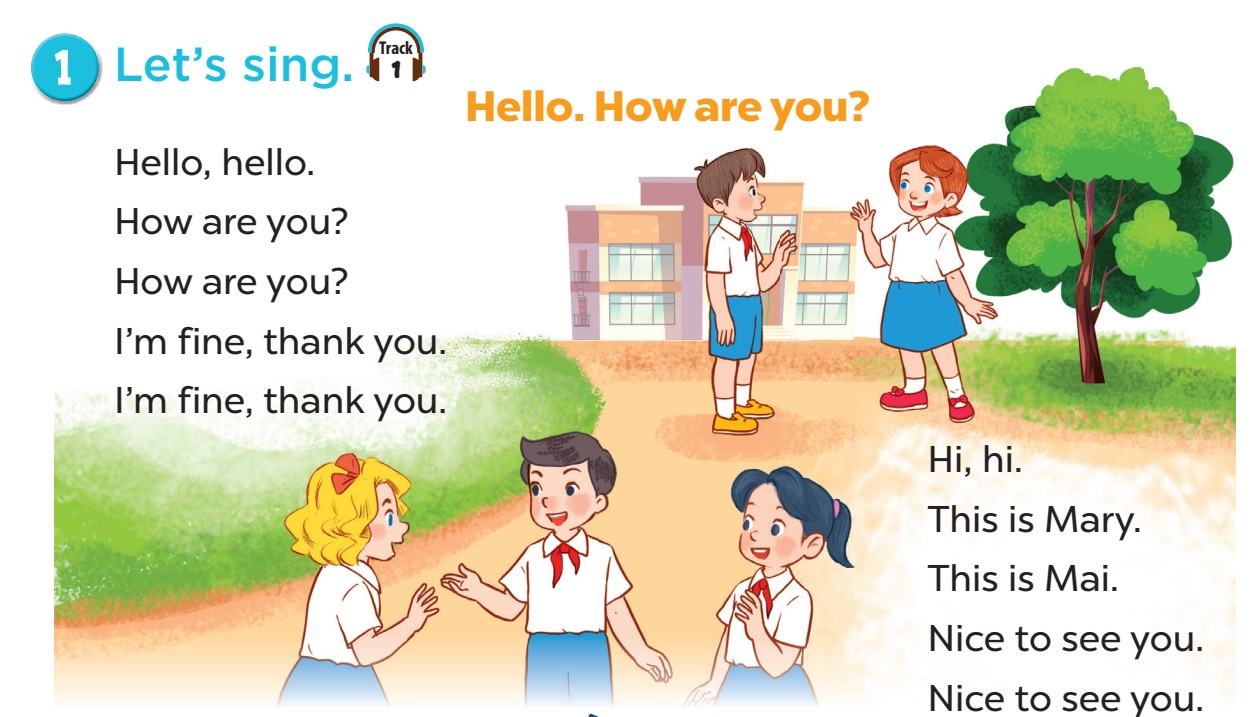 1 Let's sing. Track 1
Hello. How are you?
Hello, hello.
How are you?
How are you?
I'm fine, thank you.
I'm fine, thank you.
Hi, hi.
This is Mary.
This is Mai.
Nice to see you.
Nice to see you.